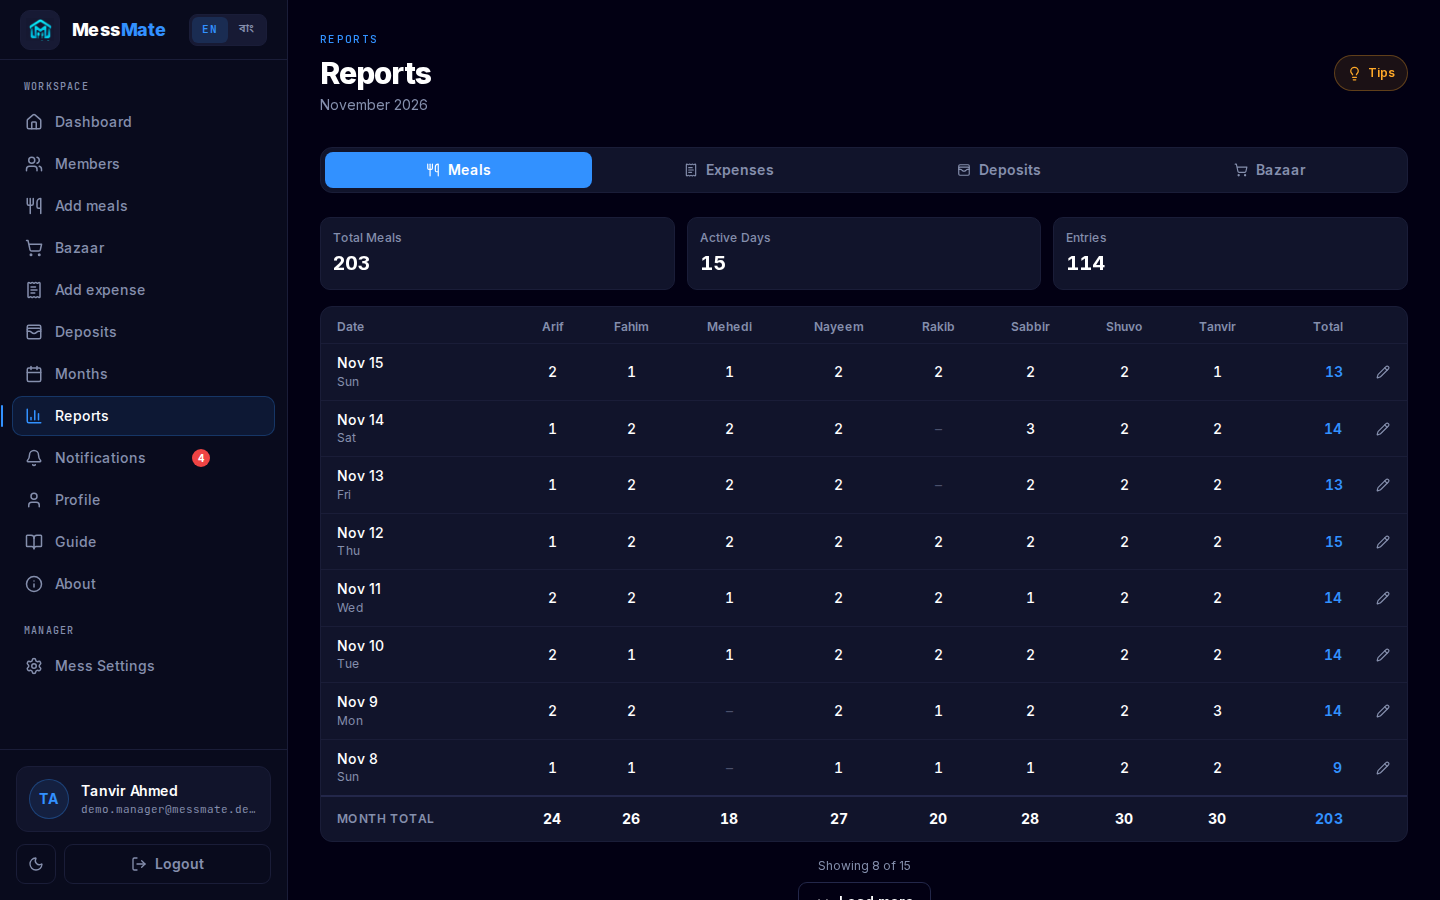 MessMate
EN বাং
WORKSPACE
Dashboard
Members
Add meals
Bazaar
Add expense
Deposits
Months
Reports
Notifications 4
Profile
Guide
About
MANAGER
Mess Settings
TA
Tanvir Ahmed
demo.manager@messmate.de…
Logout
REPORTS
Reports
November 2026
Tips
Meals Expenses Deposits Bazaar
Total Meals
203
Active Days
15
Entries
114
Date Arif Fahim Mehedi Nayeem Rakib Sabbir Shuvo Tanvir Total
Nov 15
Sun
2 1 1 2 2 2 2 1 13
Nov 14
Sat
1 2 2 2 – 3 2 2 14
Nov 13
Fri
1 2 2 2 – 2 2 2 13
Nov 12
Thu
1 2 2 2 2 2 2 2 15
Nov 11
Wed
2 2 1 2 2 1 2 2 14
Nov 10
Tue
2 1 1 2 2 2 2 2 14
Nov 9
Mon
2 2 – 2 1 2 2 3 14
Nov 8
Sun
1 1 – 1 1 1 2 2 9
MONTH TOTAL 24 26 18 27 20 28 30 30 203
Showing 8 of 15
Load more